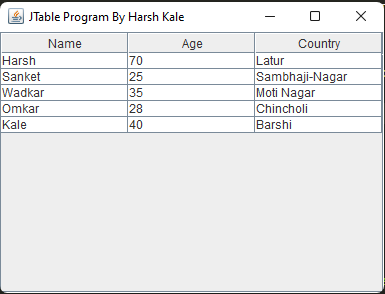 JTable Program By Harsh Kale
Name Age Country
Harsh 70 Latur
Sanket 25 Sambhaji-Nagar
Wadkar 35 Moti Nagar
Omkar 28 Chincholi
Kale 40 Barshi